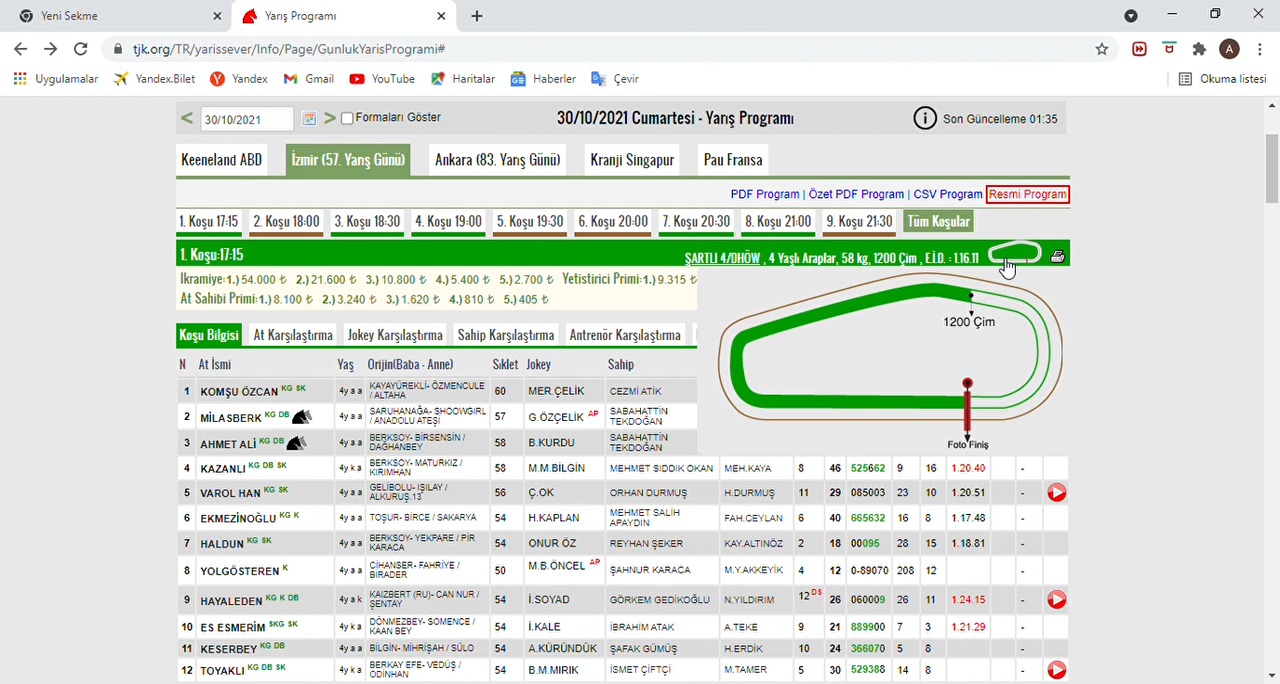 Yeni Sekme
Yarış Programı
tjk.org/TR/yarissever/Info/Page/GunlukYarisProgrami#
A
Uygulamalar Yandex.Bilet Yandex Gmail YouTube Haritalar Haberler Çevir Okuma listesi
< 30/10/2021 > Formaları Göster 30/10/2021 Cumartesi - Yarış Programı Son Güncelleme 01:35
Keeneland ABD İzmir (57. Yarış Günü) Ankara (83. Yarış Günü) Kranji Singapur Pau Fransa
PDF Program | Özet PDF Program | CSV Program Resmi Program
1. Koşu 17:15 2. Koşu 18:00 3. Koşu 18:30 4. Koşu 19:00 5. Koşu 19:30 6. Koşu 20:00 7. Koşu 20:30 8. Koşu 21:00 9. Koşu 21:30 Tüm Koşular
1. Koşu:17:15 ŞARTLI 4/DHÖW , 4 Yaşlı Araplar, 58 kg, 1200 Çim , E.İ.D. : 1.16.11
İkramiye:1.) 54.000 ₺ 2.) 21.600 ₺ 3.) 10.800 ₺ 4.) 5.400 ₺ 5.) 2.700 ₺ Yetistirici Primi:1.) 9.315 ₺
At Sahibi Primi:1.) 8.100 ₺ 2.) 3.240 ₺ 3.) 1.620 ₺ 4.) 810 ₺ 5.) 405 ₺
1200 Çim
Foto Finiş
Koşu Bilgisi At Karşılaştırma Jokey Karşılaştırma Sahip Karşılaştırma Antrenör Karşılaştırma
N At İsmi Yaş Orijin(Baba - Anne) Sıklet Jokey Sahip
1 KOMŞU ÖZCAN KG SK 4y a a KAYAYÜREKLİ- ÖZMENCULE / ALTAHA 60 MER.ÇELİK CEZMİ ATİK
2 MİLASBERK KG DB 4y a a SARUHANAĞA- SHOOWGIRL / ANADOLU ATEŞİ 57 G.ÖZÇELİK AP SABAHATTİN TEKDOĞAN
3 AHMET ALİ KG DB 4y a a BERKSOY- BİRSENSİN / DAĞHANBEY 58 B.KURDU SABAHATTİN TEKDOĞAN
4 KAZANLI KG DB SK 4y k a BERKSOY- MATURKIZ / KIRIMHAN 58 M.M.BİLGİN MEHMET SIDDIK OKAN MEH.KAYA 8 46 525662 9 16 1.20.40 -
5 VAROL HAN KG SK 4y a a GELİBOLU- IŞILAY / ALKURUŞ.13 56 Ç.OK ORHAN DURMUŞ H.DURMUŞ 11 29 085003 23 10 1.20.51 -
6 EKMEZİNOĞLU KG K 4y a a TOŞUR- BİRCE / SAKARYA 54 H.KAPLAN MEHMET SALİH APAYDIN FAH.CEYLAN 6 40 665632 16 8 1.17.48 -
7 HALDUN KG SK 4y a a BERKSOY- YEKPARE / PİR KARACA 54 ONUR ÖZ REYHAN ŞEKER KAY.ALTINÖZ 2 18 00095 28 15 1.18.81 -
8 YOLGÖSTEREN K 4y a a CİHANSER- FAHRİYE / BİRADER 50 M.B.ÖNCEL AP ŞAHNUR KARACA M.Y.AKKEYİK 4 12 0-89070 208 12 -
9 HAYALEDEN KG K DB 4y a k KAIZBERT (RU)- CAN NUR / ŞENTAY 54 İ.SOYAD GÖRKEM GEDİKOĞLU N.YILDIRIM 12 DS 26 060009 26 11 1.24.15 -
10 ES ESMERİM SKG SK 4y k a DÖNMEZBEY- SOMENCE / KAAN BEY 54 İ.KALE İBRAHİM ATAK A.TEKE 9 21 889900 7 3 1.21.29 -
11 KESERBEY KG DB 4y a a BİLGİN- MİHRİŞAH / SÜLO 54 A.KÜRÜNDÜK ŞAFAK GÜMÜŞ H.ERDİK 10 24 366070 5 8 -
12 TOYAKLI KG DB SK 4y k a BERKAY EFE- VEDÜŞ / ODİNHAN 54 B.M.MIRIK İSMET ÇİFTÇİ M.TAMER 5 30 529388 14 8 -